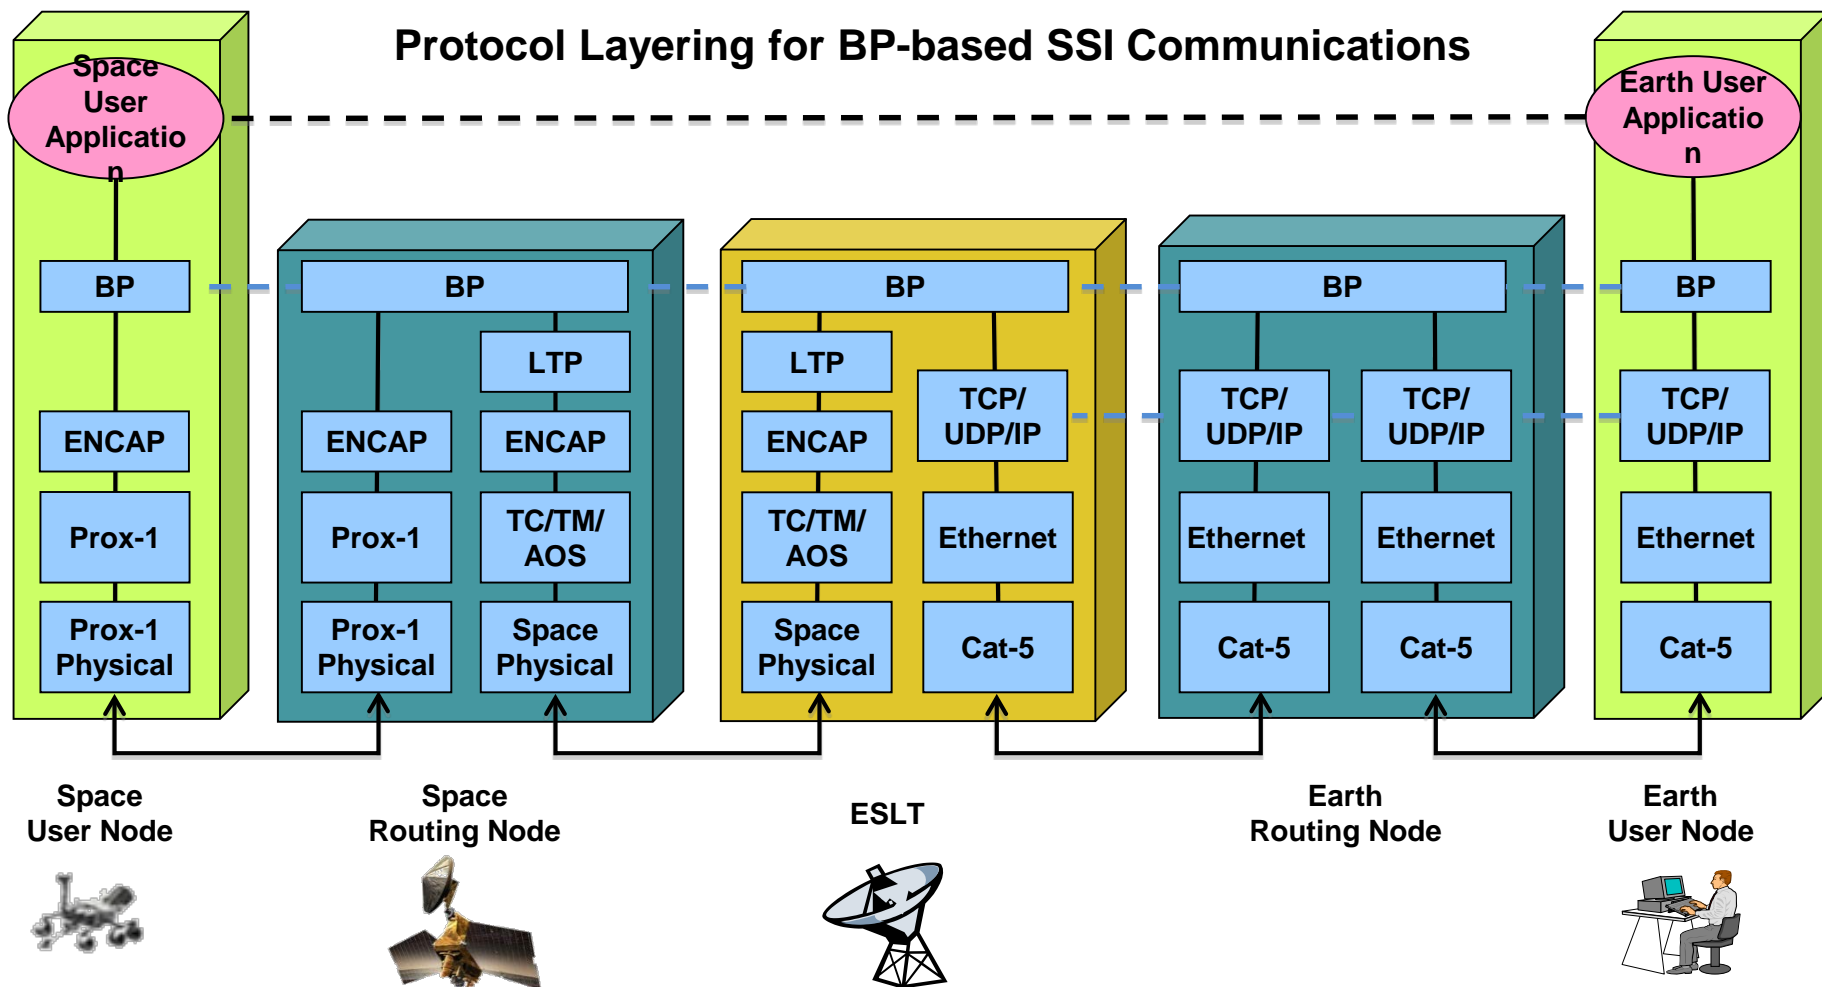 Protocol Layering for BP-based SSI Communications
Space
User
Applicatio
n
Earth User
Applicatio
n
BP
BP
BP
BP
BP
LTP
LTP
ENCAP
ENCAP
ENCAP
ENCAP
TCP/
UDP/IP
TCP/
UDP/IP
TCP/
UDP/IP
TCP/
UDP/IP
Prox-1
Prox-1
TC/TM/
AOS
TC/TM/
AOS
Ethernet
Ethernet
Ethernet
Ethernet
Prox-1
Physical
Prox-1
Physical
Space
Physical
Space
Physical
Cat-5
Cat-5
Cat-5
Cat-5
Space
User Node
Space
Routing Node
ESLT
Earth
Routing Node
Earth
User Node